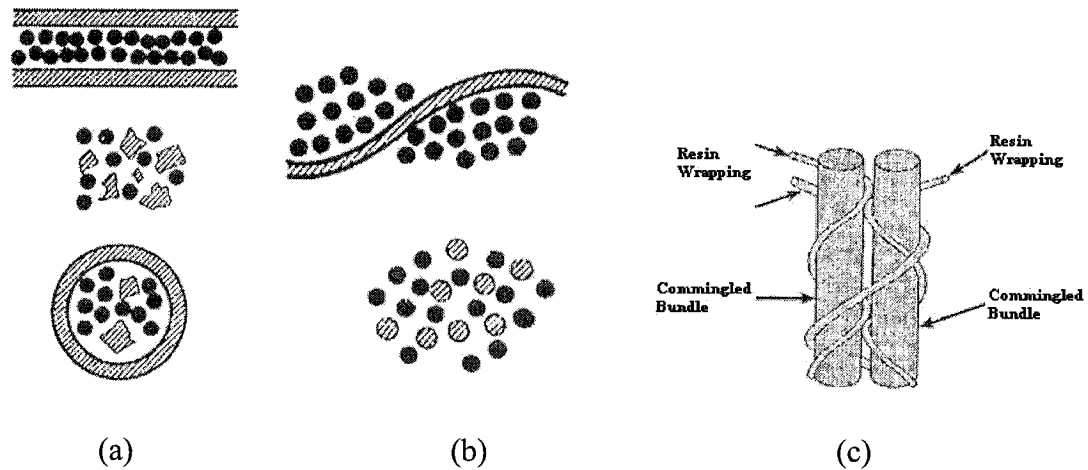 Resin
Wrapping
Resin
Wrapping
Commingled
Bundle
Commingled
Bundle
(a)
(b)
(c)